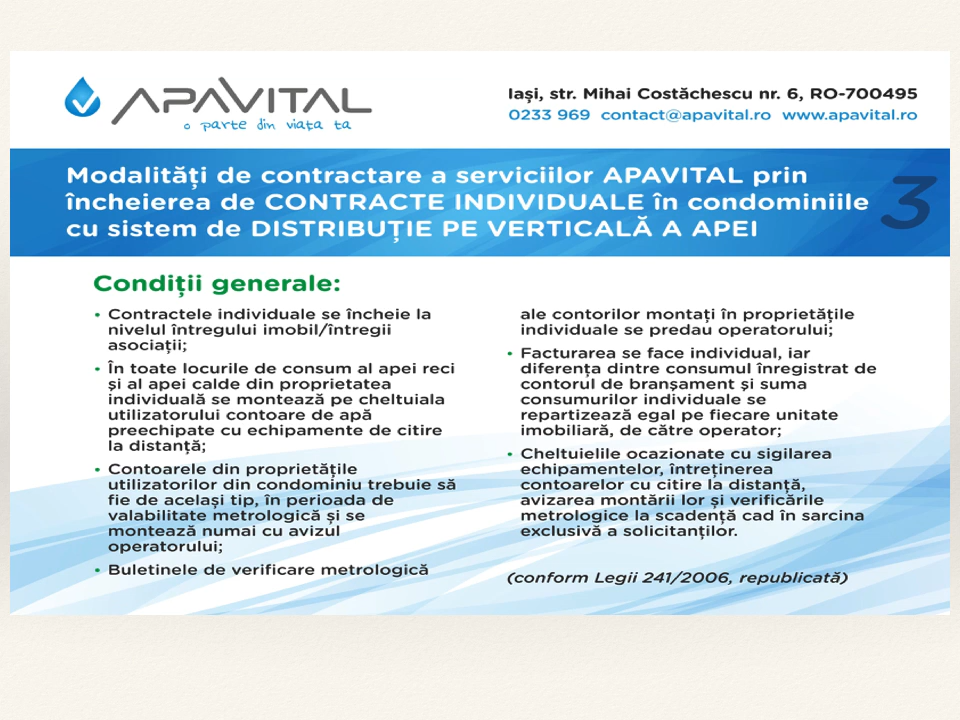 APAVITAL
o parte din viața ta
Iași, str. Mihai Costăchescu nr. 6, RO-700495
0233 969 contact@apavital.ro www.apavital.ro
Modalități de contractare a serviciilor APAVITAL prin
încheierea de CONTRACTE INDIVIDUALE în condominiile
cu sistem de DISTRIBUȚIE PE VERTICALĂ A APEI
3
Condiții generale:
• Contractele individuale se încheie la
nivelul întregului imobil/întregii
asociații;
• În toate locurile de consum al apei reci
și al apei calde din proprietatea
individuală se montează pe cheltuiala
utilizatorului contoare de apă
preechipate cu echipamente de citire
la distanță;
• Contoarele din proprietățile
utilizatorilor din condominiu trebuie să
fie de același tip, în perioada de
valabilitate metrologică și se
montează numai cu avizul
operatorului;
• Buletinele de verificare metrologică
ale contorilor montați în proprietățile
individuale se predau operatorului;
• Facturarea se face individual, iar
diferența dintre consumul înregistrat de
contorul de branșament și suma
consumurilor individuale se
repartizează egal pe fiecare unitate
imobiliară, de către operator;
• Cheltuielile ocazionate cu sigilarea
echipamentelor, întreținerea
contoarelor cu citire la distanță,
avizarea montării lor și verificările
metrologice la scadență cad în sarcina
exclusivă a solicitanților.
(conform Legii 241/2006, republicată)